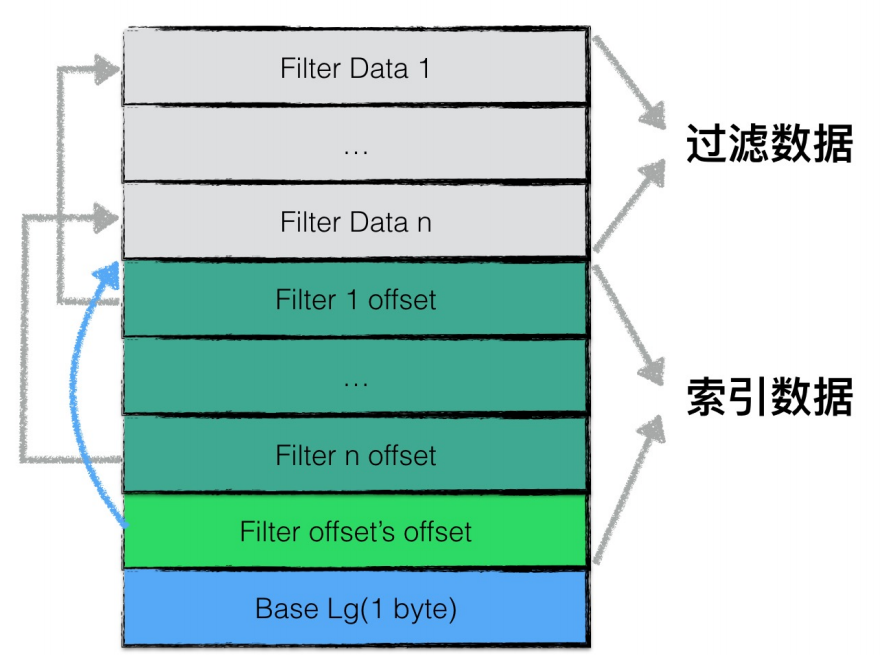 Filter Data 1
...
过滤数据
Filter Data n
Filter 1 offset
...
索引数据
Filter n offset
Filter offset’s offset
Base Lg(1 byte)